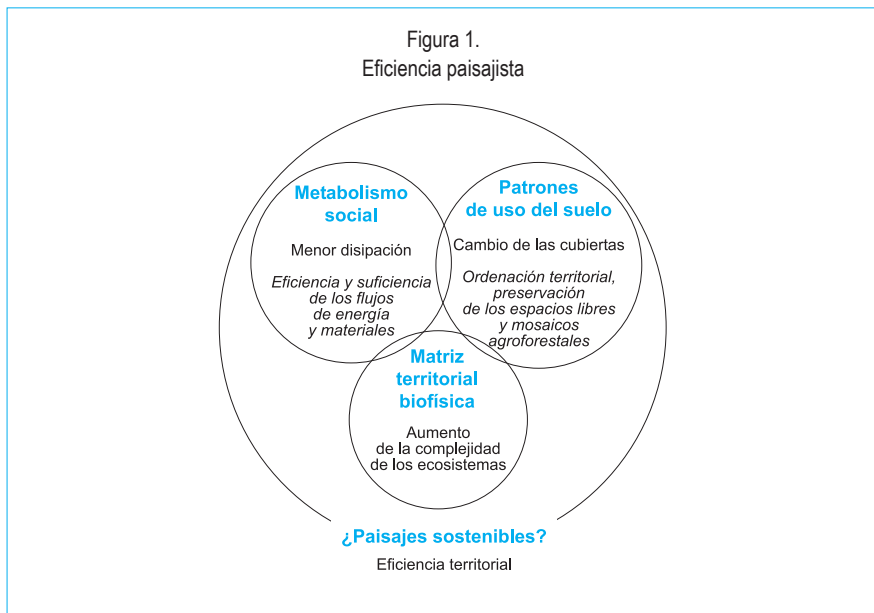 Figura 1.
Eficiencia paisajista
Metabolismo
social
Menor disipación
Eficiencia y suficiencia
de los flujos
de energía
y materiales
Patrones
de uso del suelo
Cambio de las cubiertas
Ordenación territorial,
preservación
de los espacios libres
y mosaicos
agroforestales
Matriz
territorial
biofísica
Aumento
de la complejidad
de los ecosistemas
¿Paisajes sostenibles?
Eficiencia territorial